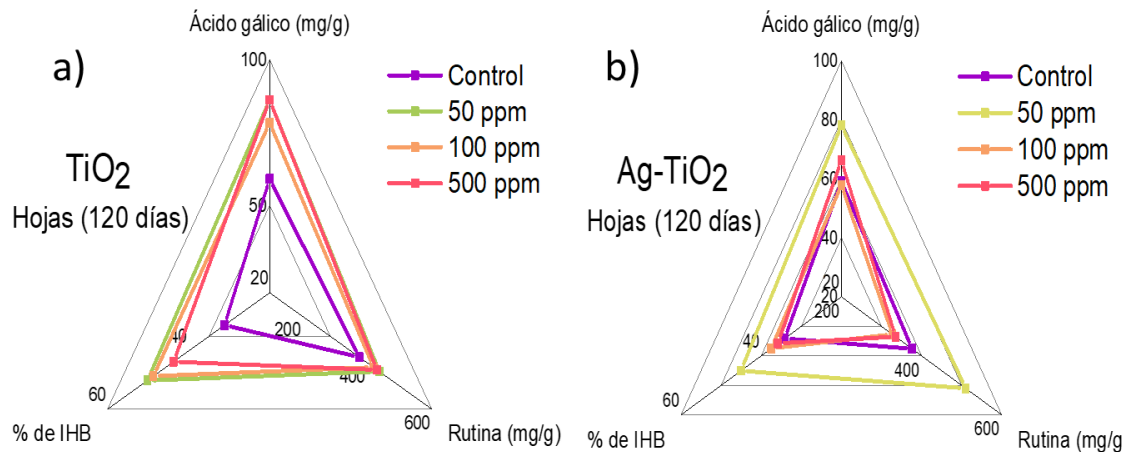 a)
TiO2
Hojas (120 días)
Ácido gálico (mg/g)
100
50
20
200
40
400
60
600
% de IHB
Rutina (mg/g)
Control
50 ppm
100 ppm
500 ppm
b)
Ag-TiO2
Hojas (120 días)
Ácido gálico (mg/g)
100
80
60
40
20
20
200
40
400
60
600
% de IHB
Rutina (mg/g
Control
50 ppm
100 ppm
500 ppm